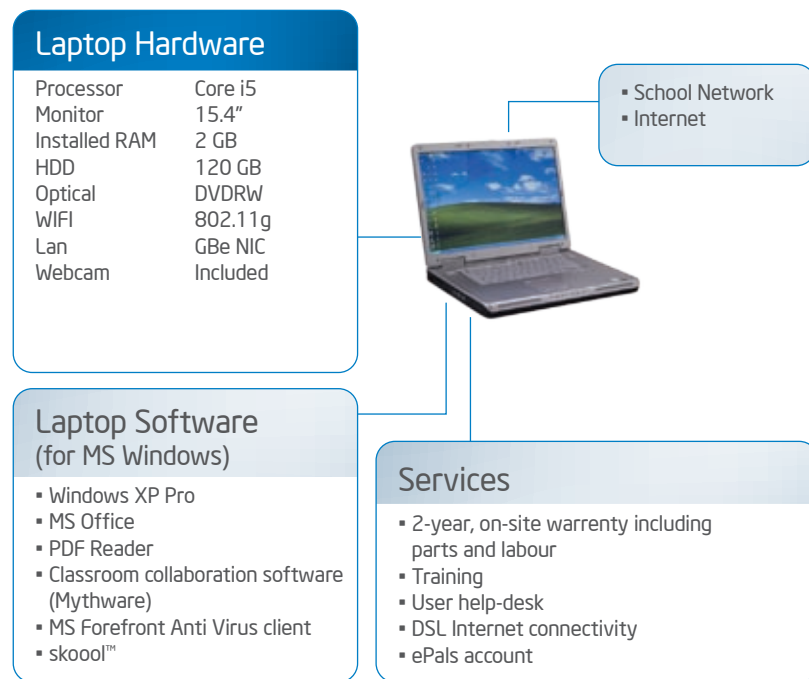 Laptop Hardware
Processor Core i5
Monitor 15.4”
Installed RAM 2 GB
HDD 120 GB
Optical DVDRW
WIFI 802.11g
Lan GBe NIC
Webcam Included
▪ School Network
▪ Internet
Laptop Software
(for MS Windows)
▪ Windows XP Pro
▪ MS Office
▪ PDF Reader
▪ Classroom collaboration software
(Mythware)
▪ MS Forefront Anti Virus client
▪ skoool™
Services
▪ 2-year, on-site warrenty including
parts and labour
▪ Training
▪ User help-desk
▪ DSL Internet connectivity
▪ ePals account